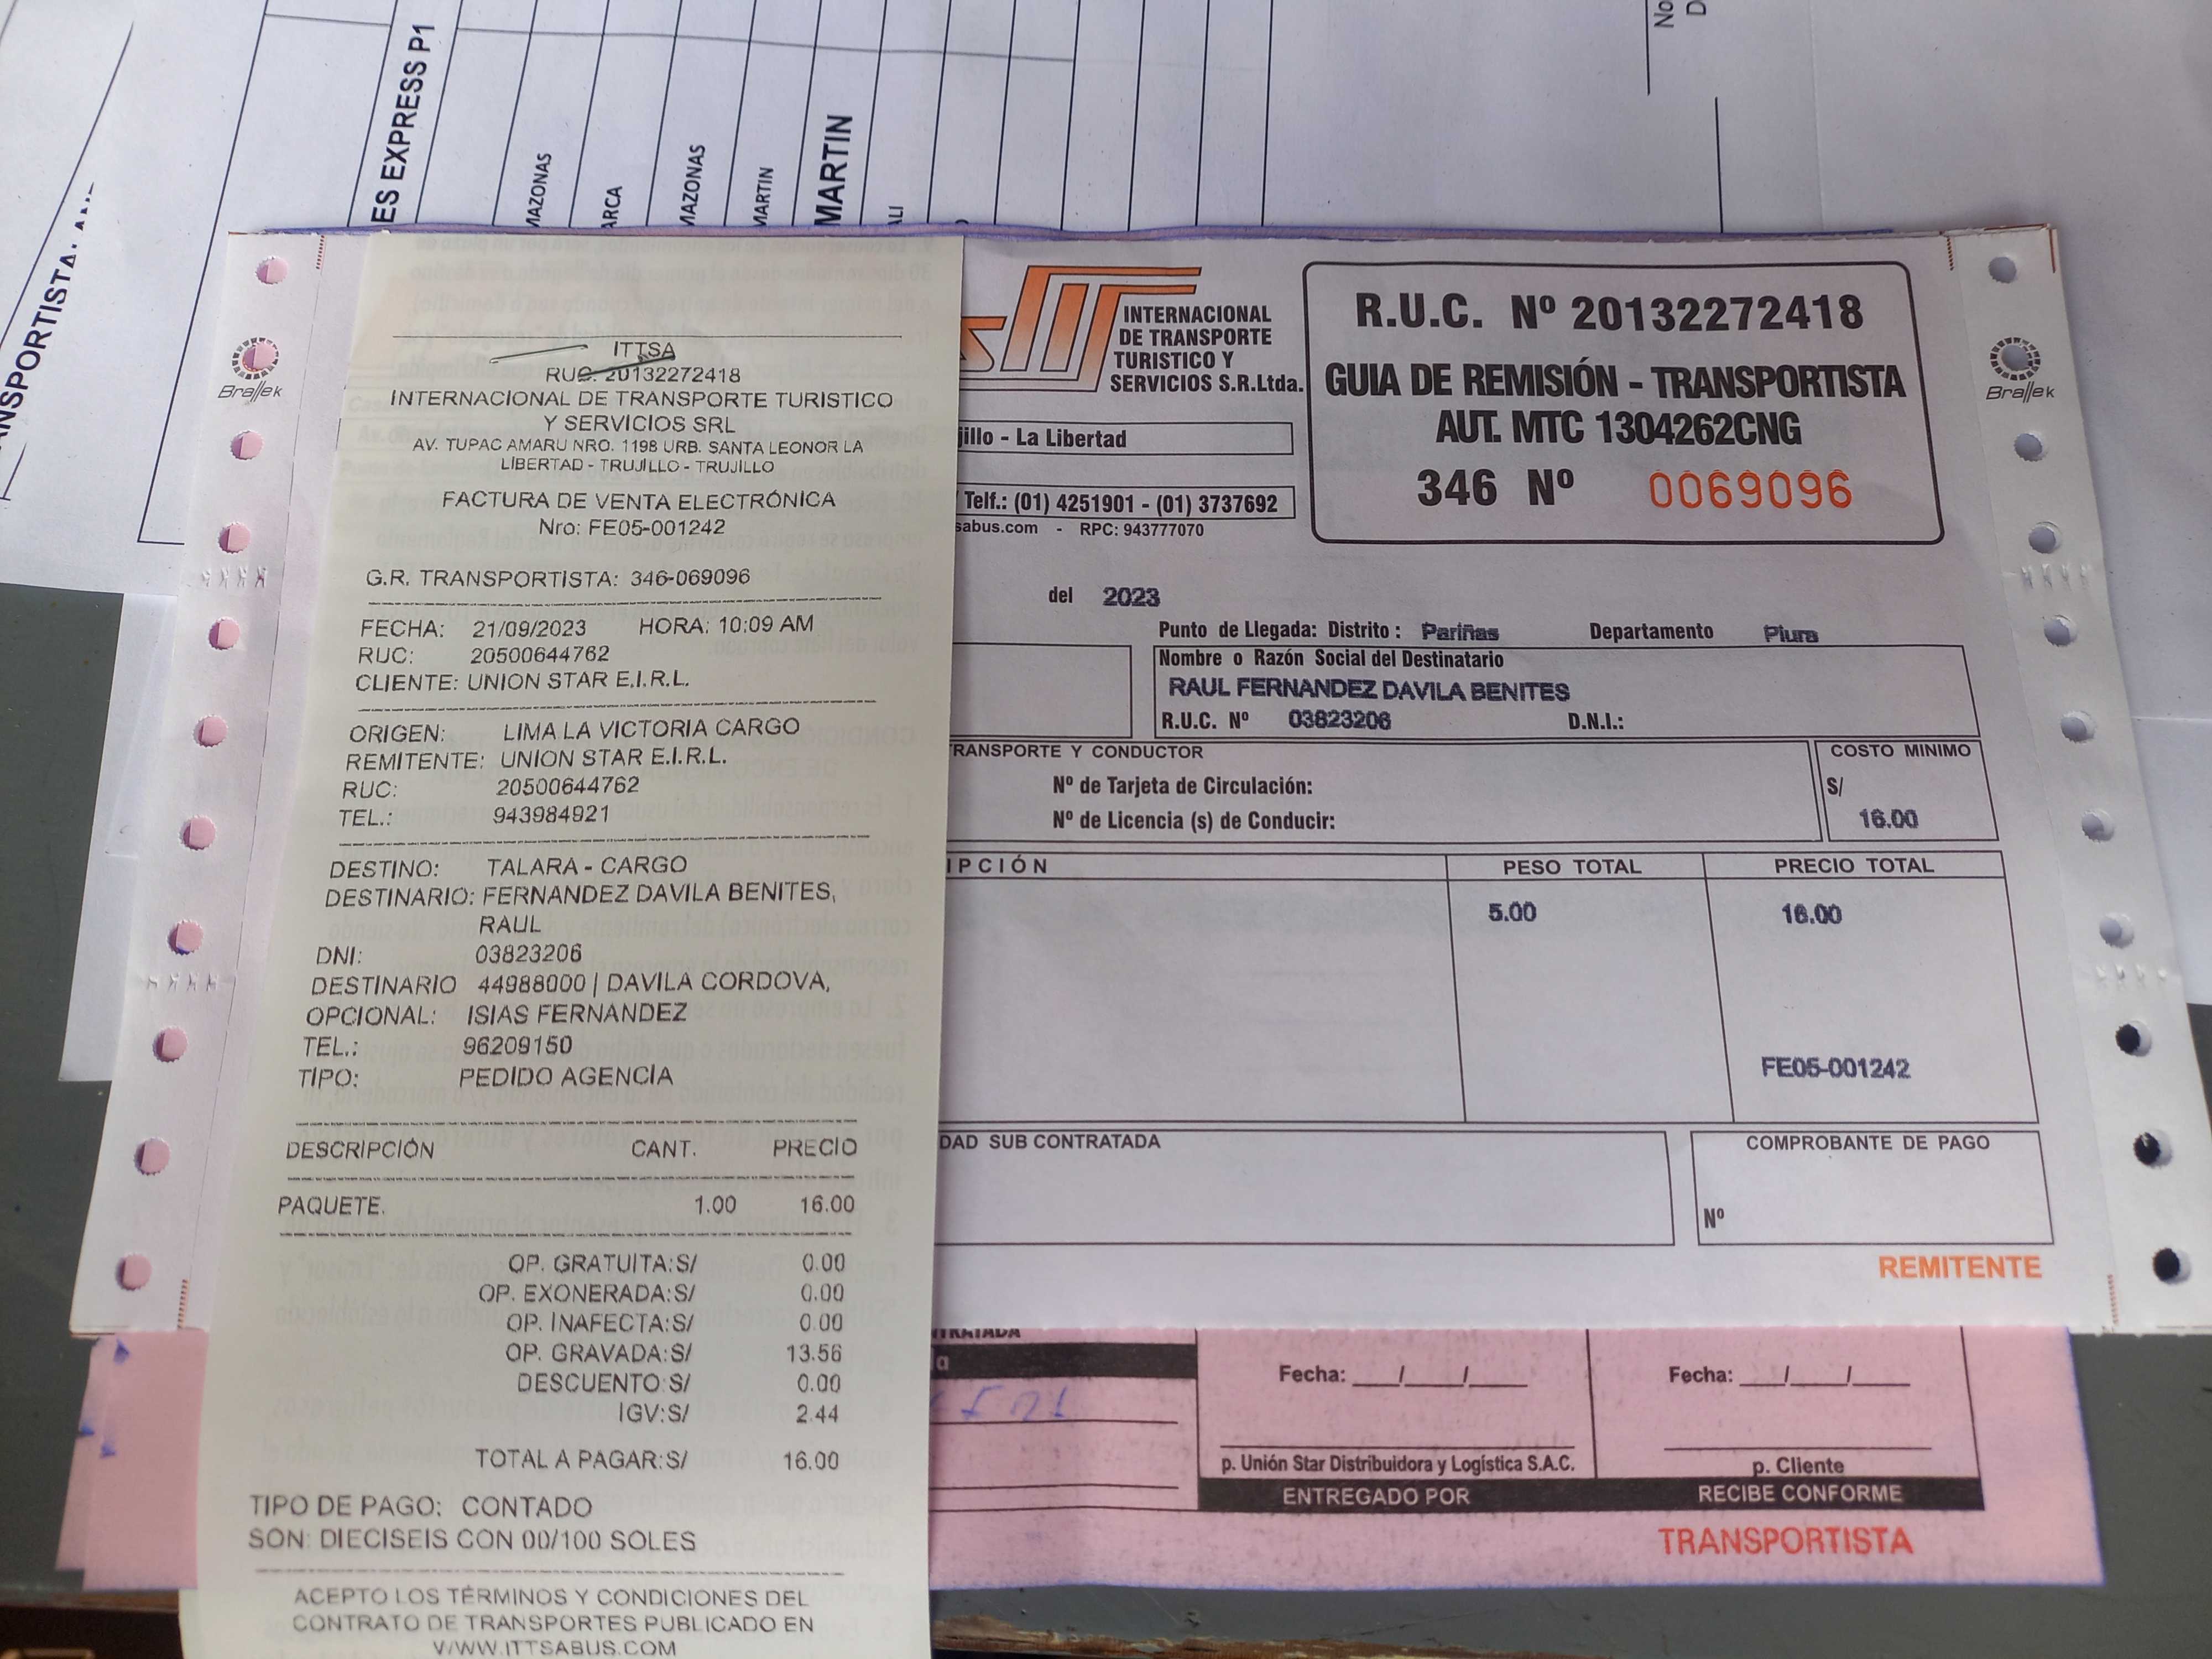 No
D
NSPORTISTA:
ES EXPRESS P1
MAZONAS
ARCA
MAZONAS
MARTIN
MARTIN
ALI
Brallek
ITTSA
RUC: 20132272418
INTERNACIONAL DE TRANSPORTE TURISTICO
Y SERVICIOS SRL
AV. TUPAC AMARU NRO. 1198 URB. SANTA LEONOR LA
LIBERTAD - TRUJILLO - TRUJILLO
FACTURA DE VENTA ELECTRÓNICA
Nro: FE05-001242
G.R. TRANSPORTISTA: 346-069096
FECHA: 21/09/2023 HORA: 10:09 AM
RUC: 20500644762
CLIENTE: UNION STAR E.I.R.L.
ORIGEN: LIMA LA VICTORIA CARGO
REMITENTE: UNION STAR E.I.R.L.
RUC: 20500644762
TEL.: 943984921
DESTINO: TALARA - CARGO
DESTINARIO: FERNANDEZ DAVILA BENITES,
RAUL
DNI: 03823206
DESTINARIO 44988000 | DAVILA CORDOVA,
OPCIONAL: ISIAS FERNANDEZ
TEL.: 96209150
TIPO: PEDIDO AGENCIA
DESCRIPCIÓN CANT. PRECIO
PAQUETE. 1.00 16.00
OP. GRATUITA:S/ 0.00
OP. EXONERADA:S/ 0.00
OP. INAFECTA:S/ 0.00
OP. GRAVADA:S/ 13.56
DESCUENTO:S/ 0.00
IGV:S/ 2.44
TOTAL A PAGAR:S/ 16.00
TIPO DE PAGO: CONTADO
SON: DIECISEIS CON 00/100 SOLES
ACEPTO LOS TÉRMINOS Y CONDICIONES DEL
CONTRATO DE TRANSPORTES PUBLICADO EN
WWW.ITTSABUS.COM
INTERNACIONAL
DE TRANSPORTE
TURISTICO Y
SERVICIOS S.R.Ltda.
jillo - La Libertad
Telf.: (01) 4251901 - (01) 3737692
sabus.com - RPC: 943777070
R.U.C. Nº 20132272418
GUIA DE REMISIÓN - TRANSPORTISTA
AUT. MTC 1304262CNG
346 Nº 0069096
Brallek
del 2023
Punto de Llegada: Distrito : Pariñas Departamento Piura
Nombre o Razón Social del Destinatario
RAUL FERNANDEZ DAVILA BENITES
R.U.C. Nº 03823206 D.N.I.:
RANSPORTE Y CONDUCTOR
Nº de Tarjeta de Circulación:
Nº de Licencia (s) de Conducir:
COSTO MINIMO
S/
16.00
IPCIÓN PESO TOTAL PRECIO TOTAL
5.00 16.00
FE05-001242
DAD SUB CONTRATADA
COMPROBANTE DE PAGO
Nº
REMITENTE
Fecha: ___/___/___ Fecha: ___/___/___
p. Unión Star Distribuidora y Logística S.A.C. p. Cliente
ENTREGADO POR RECIBE CONFORME
TRANSPORTISTA